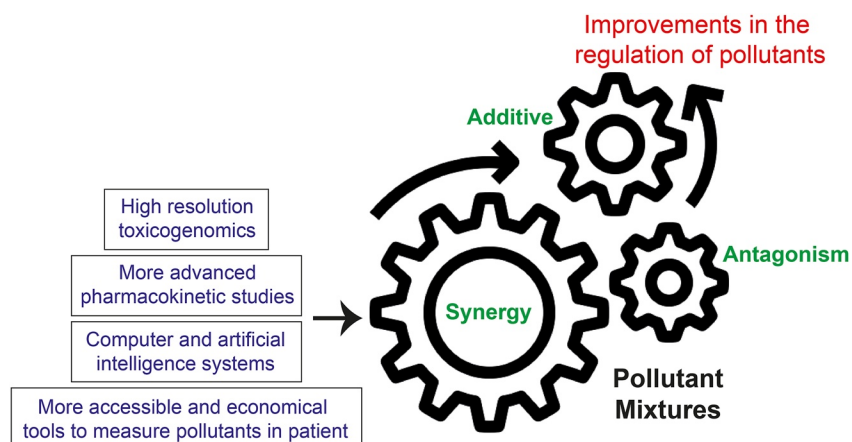 Improvements in the
regulation of pollutants
Additive
High resolution
toxicogenomics
More advanced
pharmacokinetic studies
Antagonism
Synergy
Computer and artificial
intelligence systems
Pollutant
Mixtures
More accessible and economical
tools to measure pollutants in patient